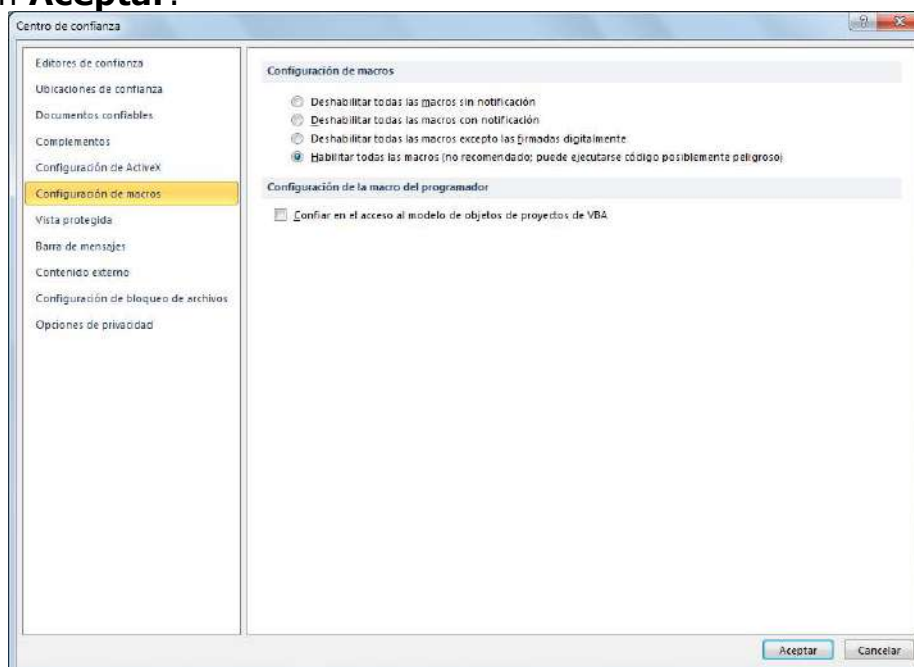 n Aceptar.
Centro de confianza
Editores de confianza
Ubicaciones de confianza
Documentos confiables
Complementos
Configuración de ActiveX
Configuración de macros
Vista protegida
Barra de mensajes
Contenido externo
Configuración de bloqueo de archivos
Opciones de privacidad
Configuración de macros
Deshabilitar todas las macros sin notificación
Deshabilitar todas las macros con notificación
Deshabilitar todas las macros excepto las firmadas digitalmente
Habilitar todas las macros (no recomendado; puede ejecutarse código posiblemente peligroso)
Configuración de la macro del programador
Confiar en el acceso al modelo de objetos de proyectos de VBA
Aceptar Cancelar